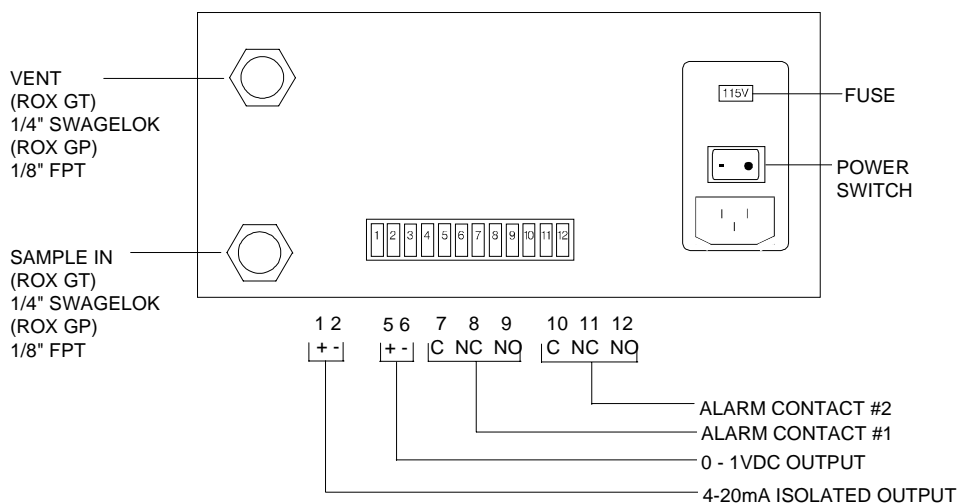 VENT
(ROX GT)
1/4" SWAGELOK
(ROX GP)
1/8" FPT
115V
FUSE
POWER
SWITCH
SAMPLE IN
(ROX GT)
1/4" SWAGELOK
(ROX GP)
1/8" FPT
1 2 3 4 5 6 7 8 9 10 11 12
1 2 5 6 7 8 9 10 11 12
+ - + - C NC NO C NC NO
ALARM CONTACT #2
ALARM CONTACT #1
0 - 1VDC OUTPUT
4-20mA ISOLATED OUTPUT